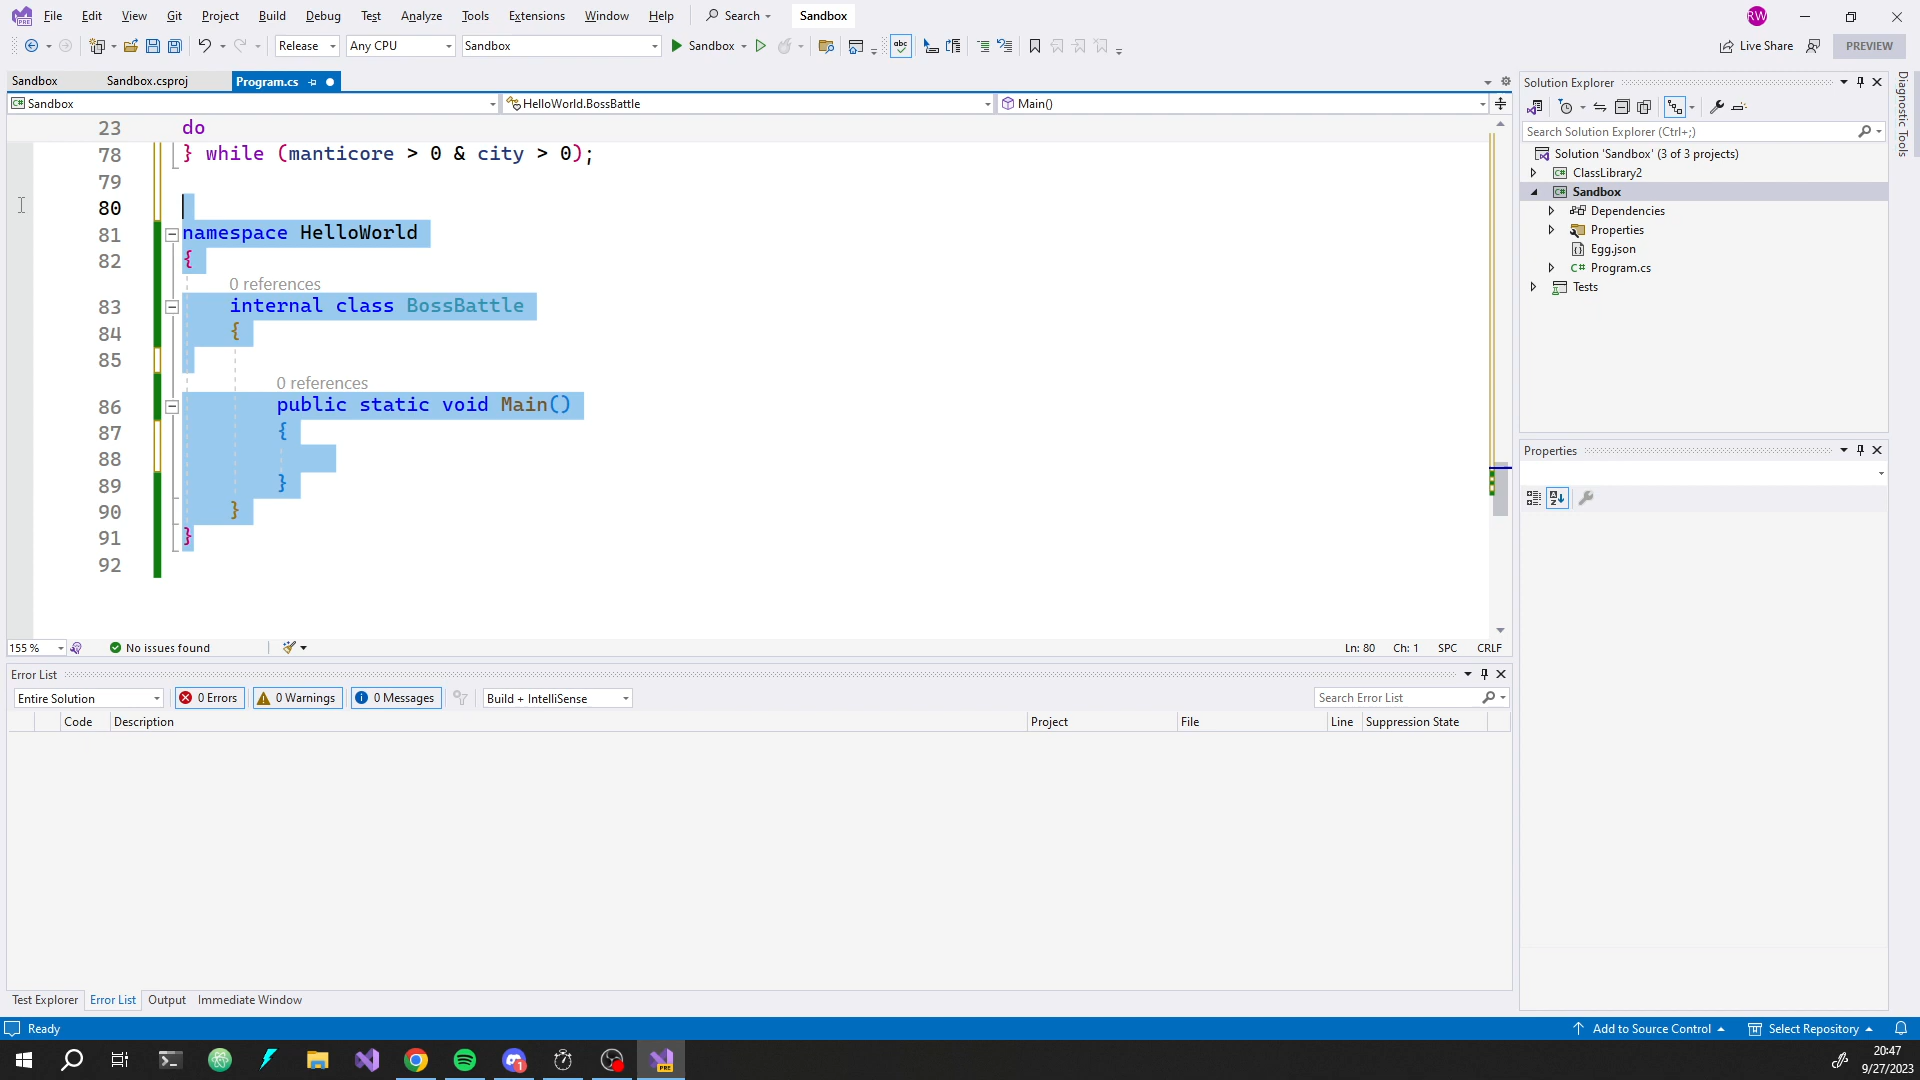 File Edit View Git Project Build Debug Test Analyze Tools Extensions Window Help Search Sandbox RW
Release Any CPU Sandbox Sandbox Live Share PREVIEW
Sandbox Sandbox.csproj Program.cs
Sandbox HelloWorld.BossBattle Main()
23 do
78 } while (manticore > 0 & city > 0);
79
80
81 namespace HelloWorld
82 {
0 references
83 internal class BossBattle
84 {
85
0 references
86 public static void Main()
87 {
88
89 }
90 }
91 }
92
155 % No issues found Ln: 80 Ch: 1 SPC CRLF
Error List
Entire Solution 0 Errors 0 Warnings 0 Messages Build + IntelliSense Search Error List
Code Description Project File Line Suppression State
Test Explorer Error List Output Immediate Window
Solution Explorer
Search Solution Explorer (Ctrl+;)
Solution 'Sandbox' (3 of 3 projects)
ClassLibrary2
Sandbox
Dependencies
Properties
Egg.json
C# Program.cs
Tests
Properties
Diagnostic Tools
Ready Add to Source Control Select Repository
20:47
9/27/2023